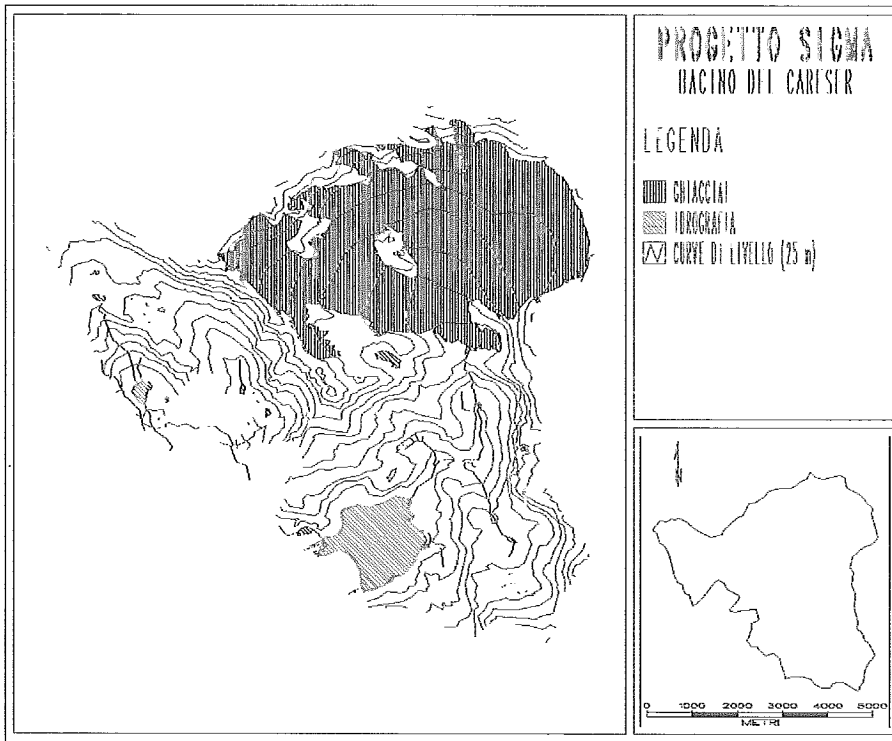 PROGETTO SIGMA
BACINO DEL CARESER
LEGENDA
GHIACCIAI
IDROGRAFIA
CURVE DI LIVELLO (25 m)
N
0 1000 2000 3000 4000 5000
METRI